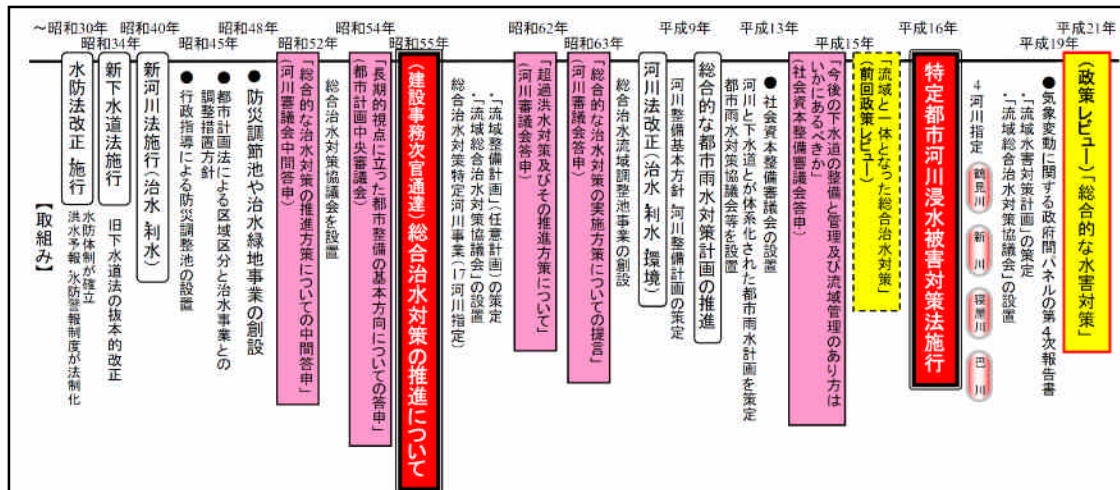 ～昭和30年
昭和34年
昭和40年
昭和45年
昭和48年
昭和52年
昭和54年
昭和55年
昭和62年
昭和63年
平成9年
平成13年
平成15年
平成16年
平成19年
平成21年
【取組み】
水防法改正 施行
水防体制が確立
洪水予報、水防警報制度が法制化
新下水道法施行
旧下水道法の抜本的改正
新河川法施行（治水、利水）
●行政指導による防災調整池の設置
●都市計画法による区域区分と治水事業との
調整措置方針
●防災調節池や治水緑地事業の創設
「総合的な治水対策の推進方策についての中間答申」
（河川審議会中間答申）
総合治水対策協議会を設置
「長期的視点に立った都市整備の基本方向についての答申」
（都市計画中央審議会）
（建設事務次官通達）総合治水対策の推進について
・「流域整備計画」（任意計画）の策定
・「流域総合治水対策協議会」の設置
総合治水対策特定河川事業（17河川指定）
「超過洪水対策及びその推進方策について」
（河川審議会答申）
「総合的な治水対策の実施方策についての提言」
（河川審議会答申）
総合治水流域調整池事業の創設
河川法改正（治水、利水、環境）
河川整備基本方針、河川整備計画の策定
総合的な都市雨水対策計画の推進
河川と下水道とが体系化された都市雨水計画を策定
都市雨水対策協議会等を設置
●社会資本整備審議会の設置
「今後の下水道の整備と管理及び流域管理のあり方は
いかにあるべきか」
（社会資本整備審議会答申）
「流域と一体となった総合治水対策」
（前回政策レビュー）
特定都市河川浸水被害対策法施行
4河川指定
鶴見川
新川
寝屋川
巴川
・「流域水害対策計画」の策定
・「流域総合治水対策協議会」の設置
●気象変動に関する政府間パネルの第4次報告書
（政策レビュー）「総合的な水害対策」